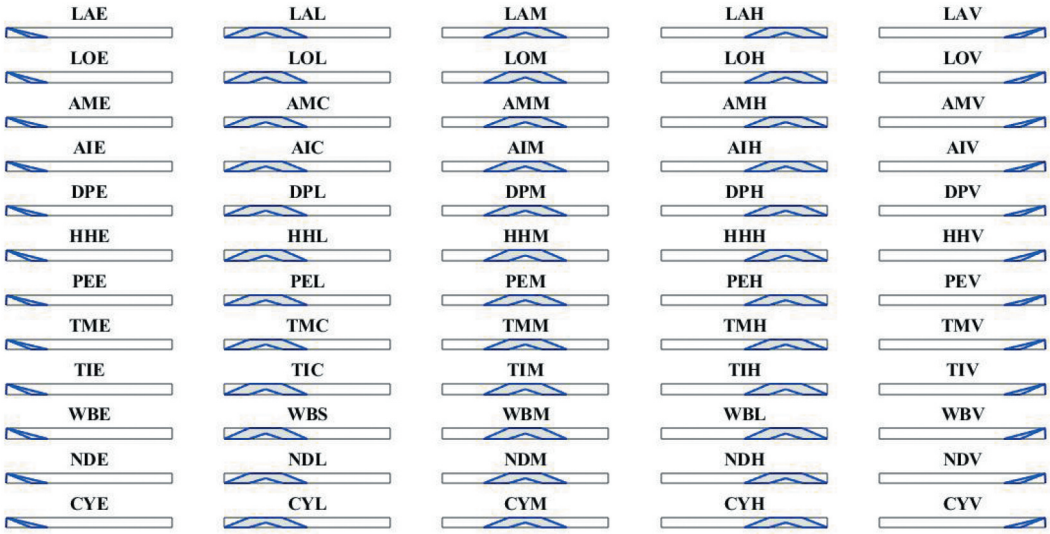 LAE LAL LAM LAH LAV
LOE LOL LOM LOH LOV
AME AMC AMM AMH AMV
AIE AIC AIM AIH AIV
DPE DPL DPM DPH DPV
HHE HHL HHM HHH HHV
PEE PEL PEM PEH PEV
TME TMC TMM TMH TMV
TIE TIC TIM TIH TIV
WBE WBS WBM WBL WBV
NDE NDL NDM NDH NDV
CYE CYL CYM CYH CYV